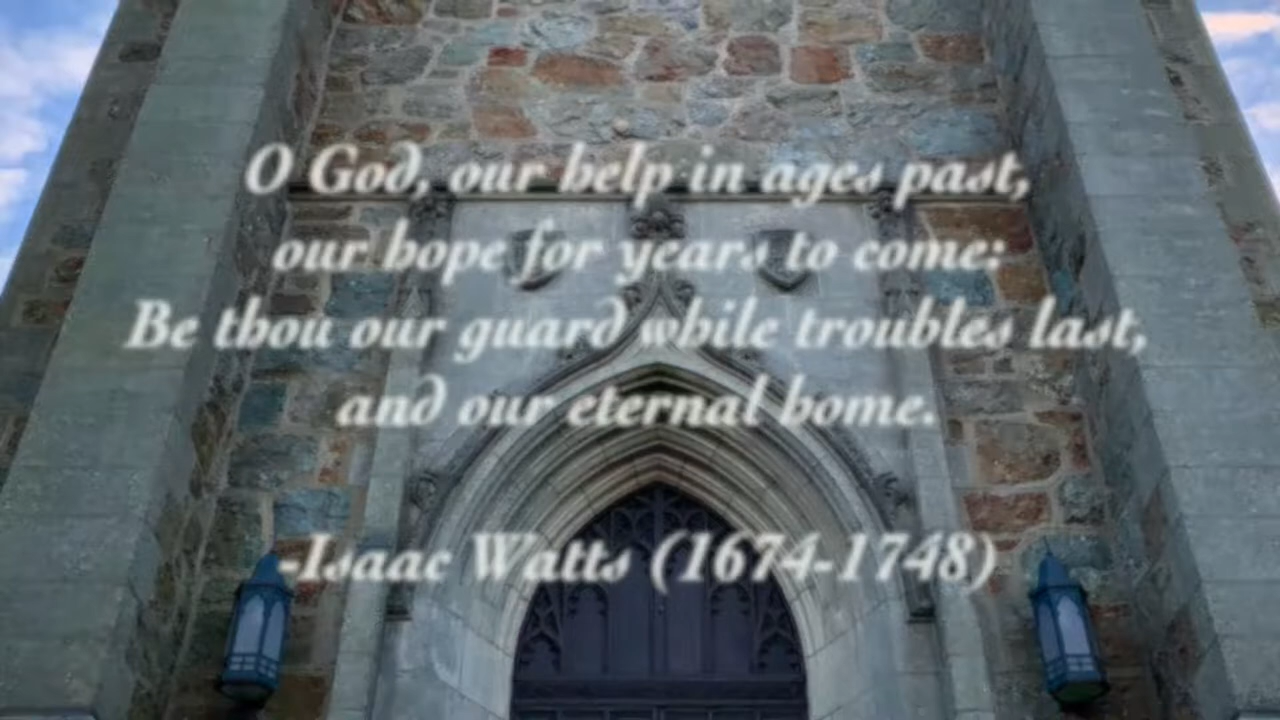 O God, our help in ages past,
our hope for years to come;
Be thou our guard while troubles last,
and our eternal home.
-Isaac Watts (1674-1748)